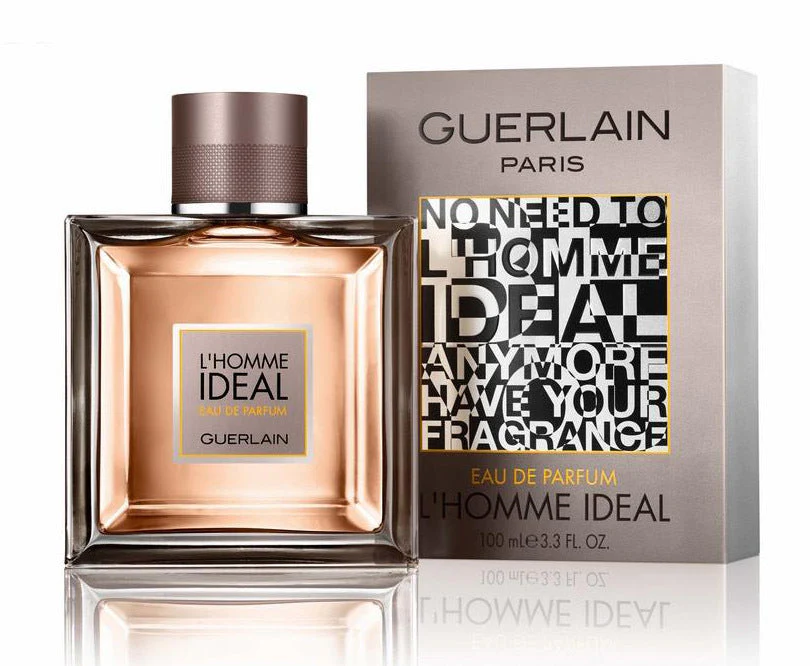 L'HOMME
IDEAL
EAU DE PARFUM
GUERLAIN
GUERLAIN
PARIS
NO NEED TO
L'HOMME
IDEAL
ANYMORE
HAVE YOUR
FRAGRANCE
EAU DE PARFUM
L'HOMME IDEAL
100 mL℮3.3 FL. OZ.